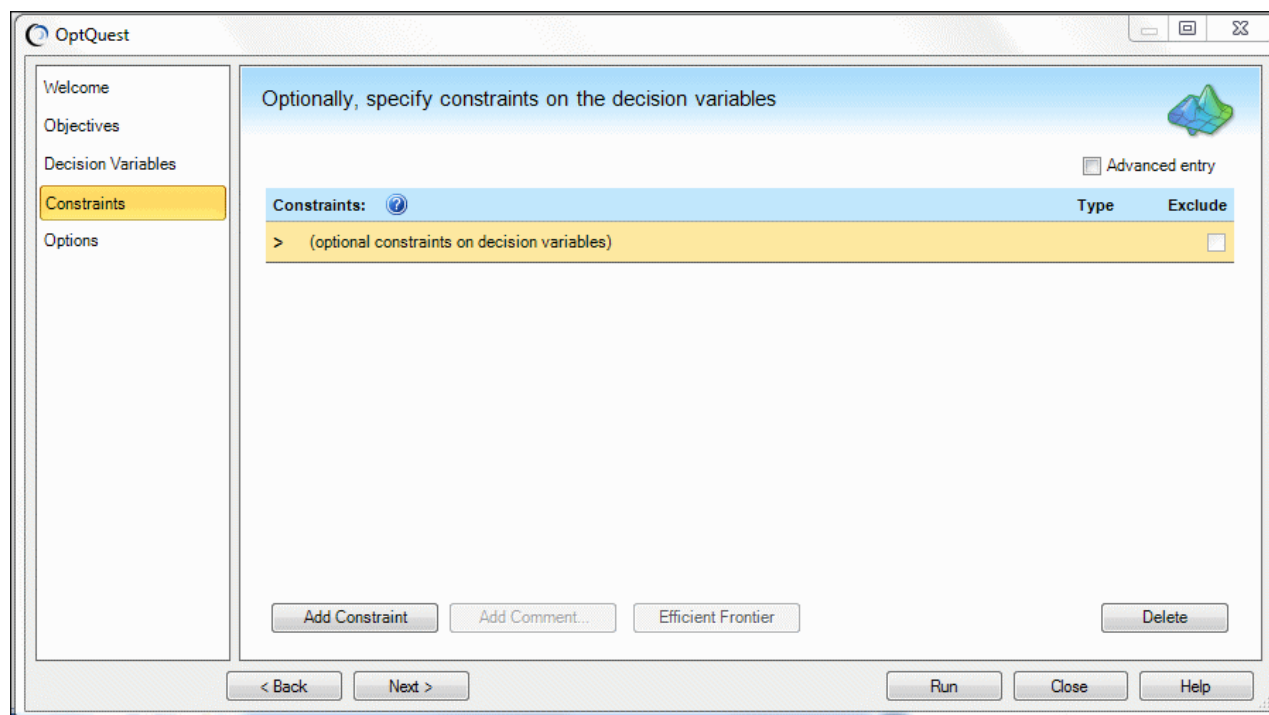 OptQuest
Welcome
Objectives
Decision Variables
Constraints
Options
Optionally, specify constraints on the decision variables
Advanced entry
Constraints: Type Exclude
> (optional constraints on decision variables)
Add Constraint Add Comment... Efficient Frontier Delete
< Back Next > Run Close Help